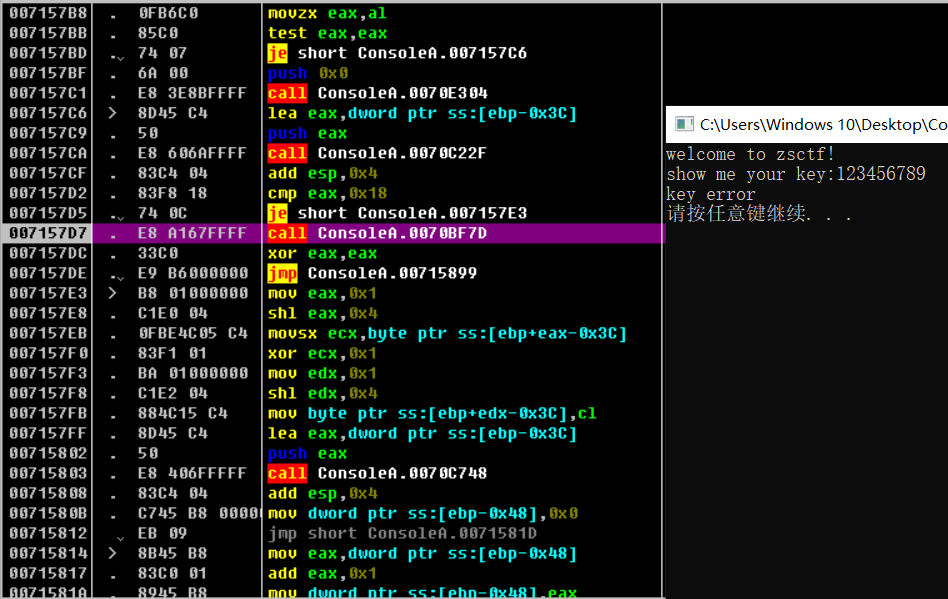 007157B8 . 0FB6C0 movzx eax,al
007157BB . 85C0 test eax,eax
007157BD . 74 07 je short ConsoleA.007157C6
007157BF . 6A 00 push 0x0
007157C1 . E8 3E8BFFFF call ConsoleA.0070E304
007157C6 > 8D45 C4 lea eax,dword ptr ss:[ebp-0x3C]
007157C9 . 50 push eax
007157CA . E8 606AFFFF call ConsoleA.0070C22F
007157CF . 83C4 04 add esp,0x4
007157D2 . 83F8 18 cmp eax,0x18
007157D5 . 74 0C je short ConsoleA.007157E3
007157D7 . E8 A167FFFF call ConsoleA.0070BF7D
007157DC . 33C0 xor eax,eax
007157DE . E9 B6000000 jmp ConsoleA.00715899
007157E3 > B8 01000000 mov eax,0x1
007157E8 . C1E0 04 shl eax,0x4
007157EB . 0FBE4C05 C4 movsx ecx,byte ptr ss:[ebp+eax-0x3C]
007157F0 . 83F1 01 xor ecx,0x1
007157F3 . BA 01000000 mov edx,0x1
007157F8 . C1E2 04 shl edx,0x4
007157FB . 884C15 C4 mov byte ptr ss:[ebp+edx-0x3C],cl
007157FF . 8D45 C4 lea eax,dword ptr ss:[ebp-0x3C]
00715802 . 50 push eax
00715803 . E8 406FFFFF call ConsoleA.0070C748
00715808 . 83C4 04 add esp,0x4
0071580B . C745 B8 0000 mov dword ptr ss:[ebp-0x48],0x0
00715812 . EB 09 jmp short ConsoleA.0071581D
00715814 > 8B45 B8 mov eax,dword ptr ss:[ebp-0x48]
00715817 . 83C0 01 add eax,0x1
0071581A . 8945 B8 mov dword ptr ss:[ebp-0x48],eax
C:\Users\Windows 10\Desktop\Co
welcome to zsctf!
show me your key:123456789
key error
请按任意键继续. . .